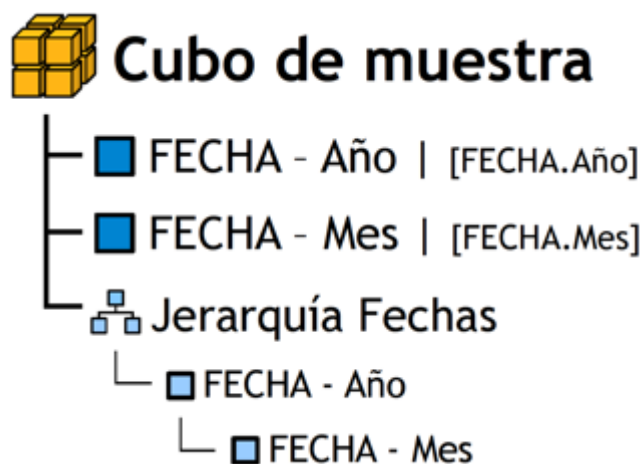 Cubo de muestra
FECHA - Año | [FECHA.Año]
FECHA - Mes | [FECHA.Mes]
Jerarquía Fechas
FECHA - Año
FECHA - Mes